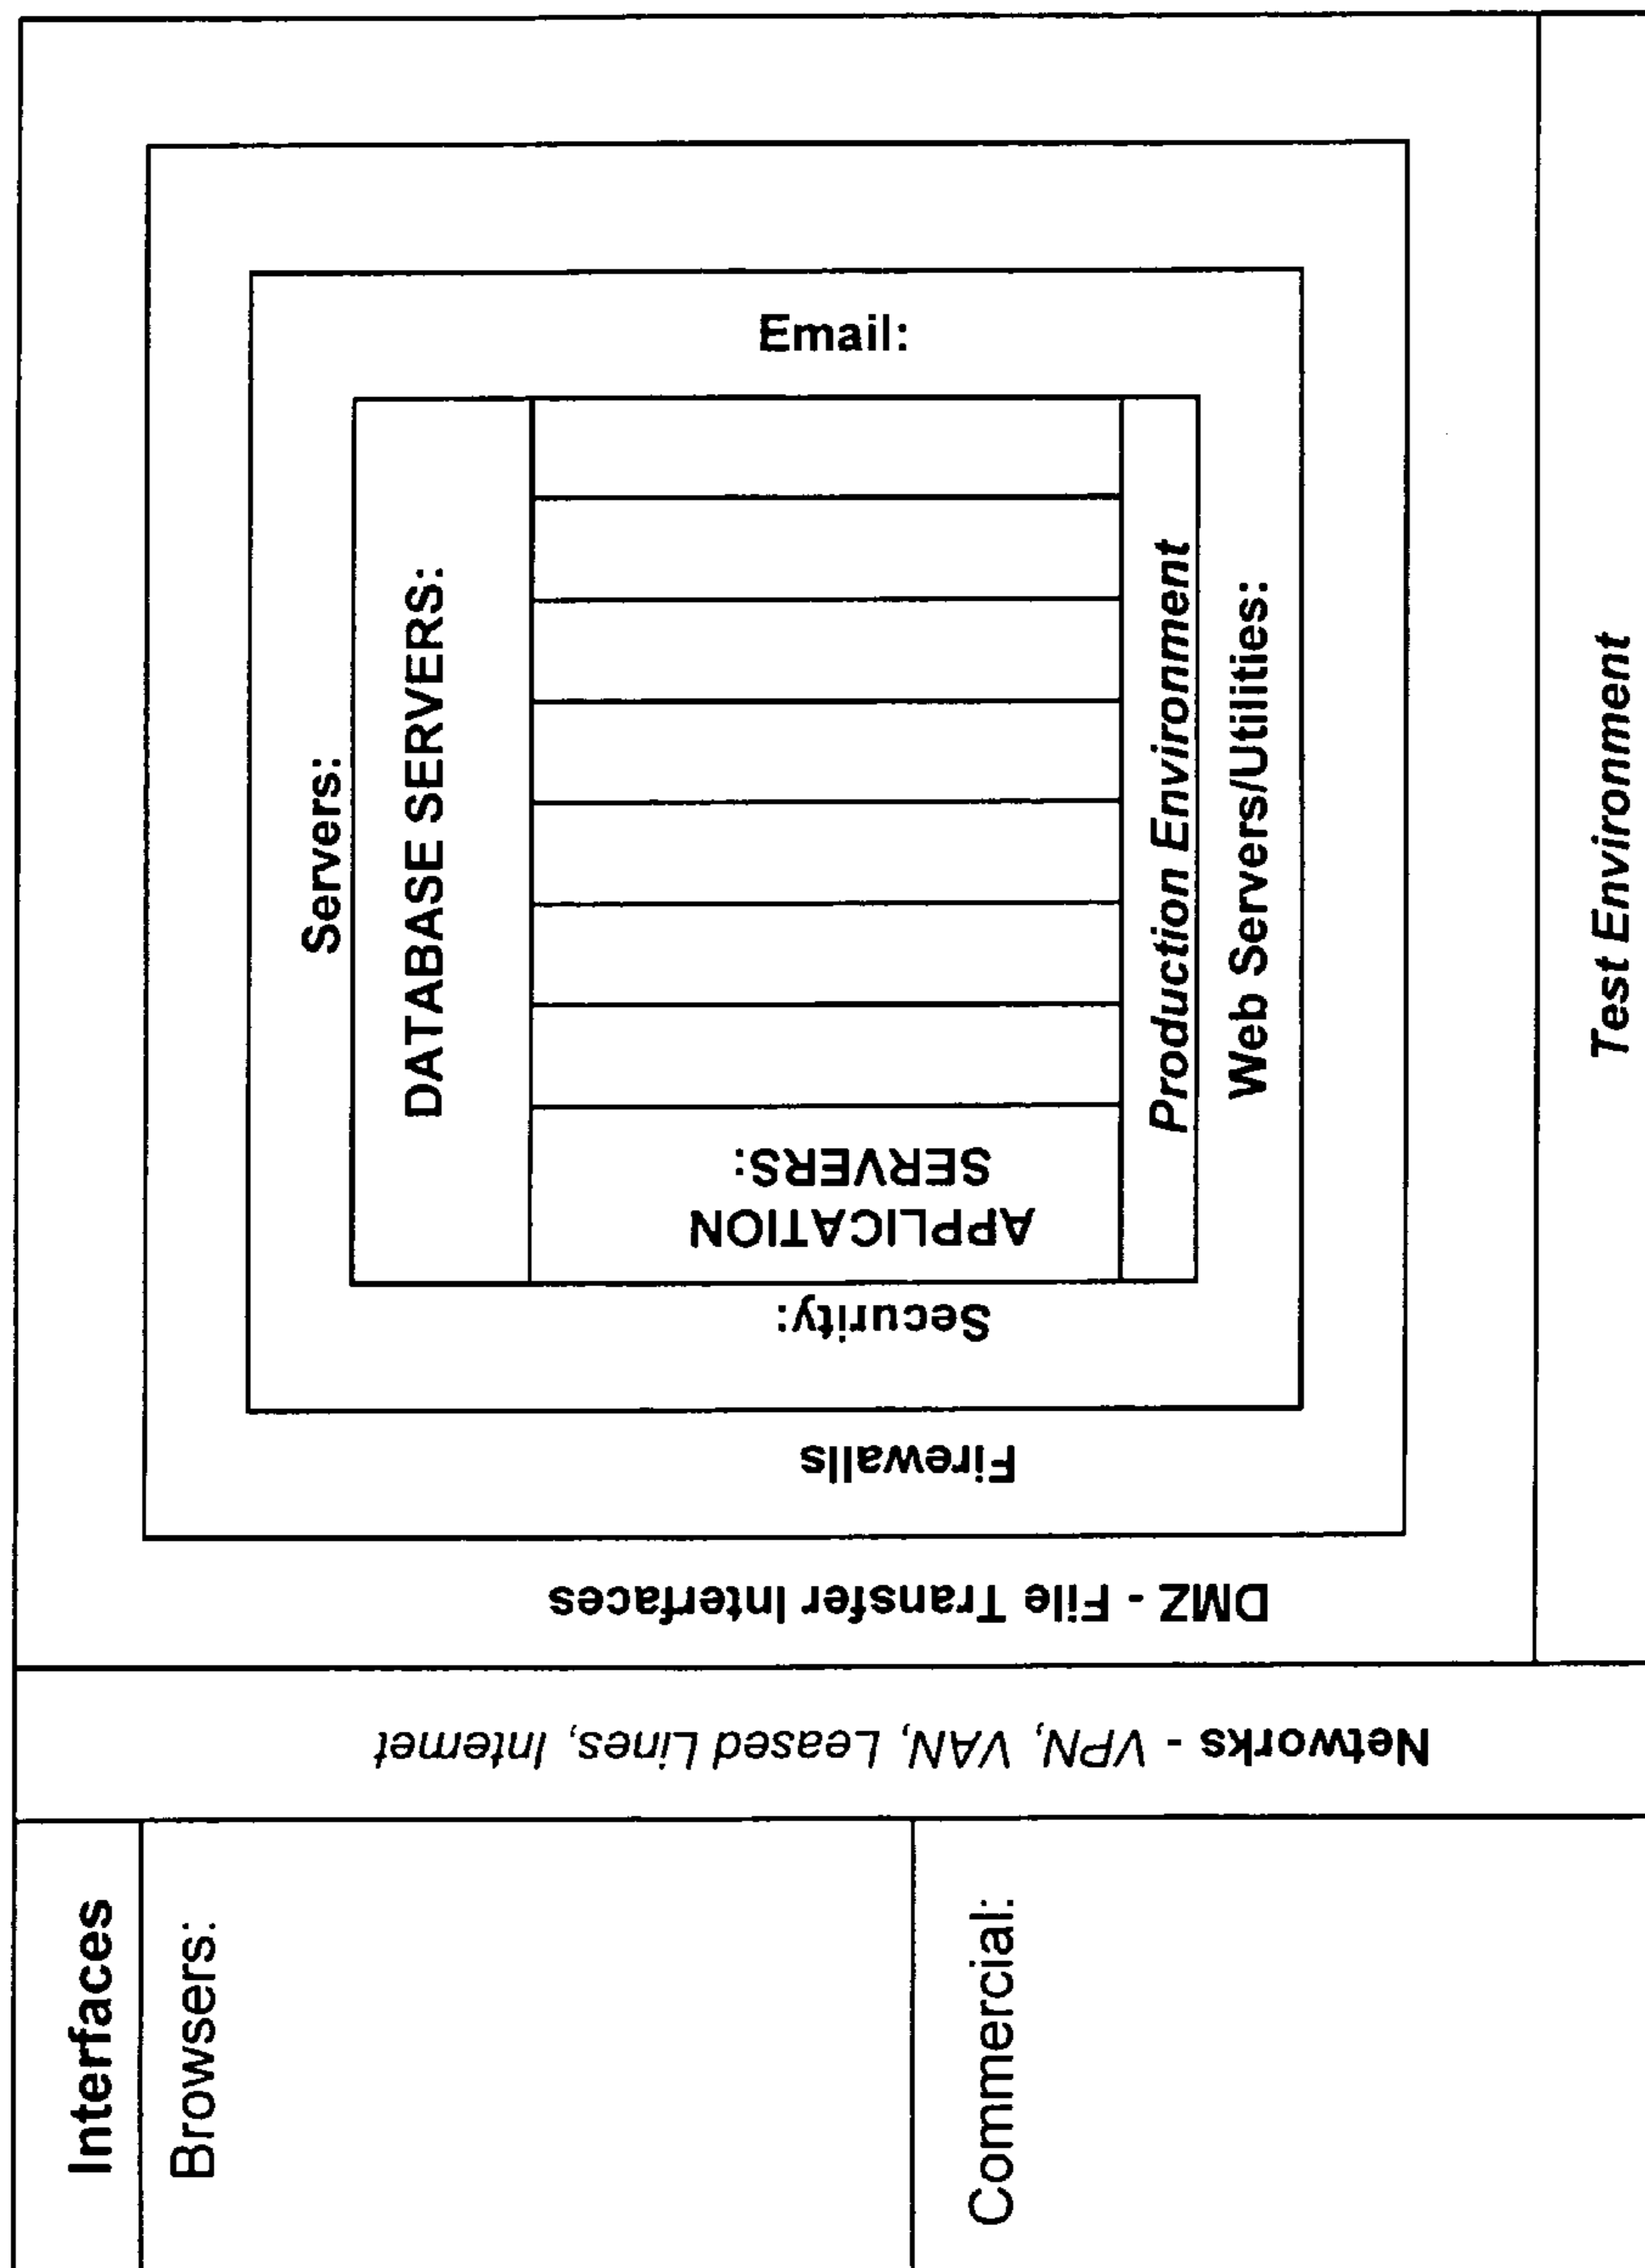 Interfaces
Browsers:
Commercial:
Networks - VPN, VAN, Leased Lines, Internet
DMZ - File Transfer Interfaces
Firewalls
Security:
Servers:
DATABASE SERVERS:
APPLICATION
SERVERS:
Production Environment
Web Servers/Utilities:
Email:
Test Environment